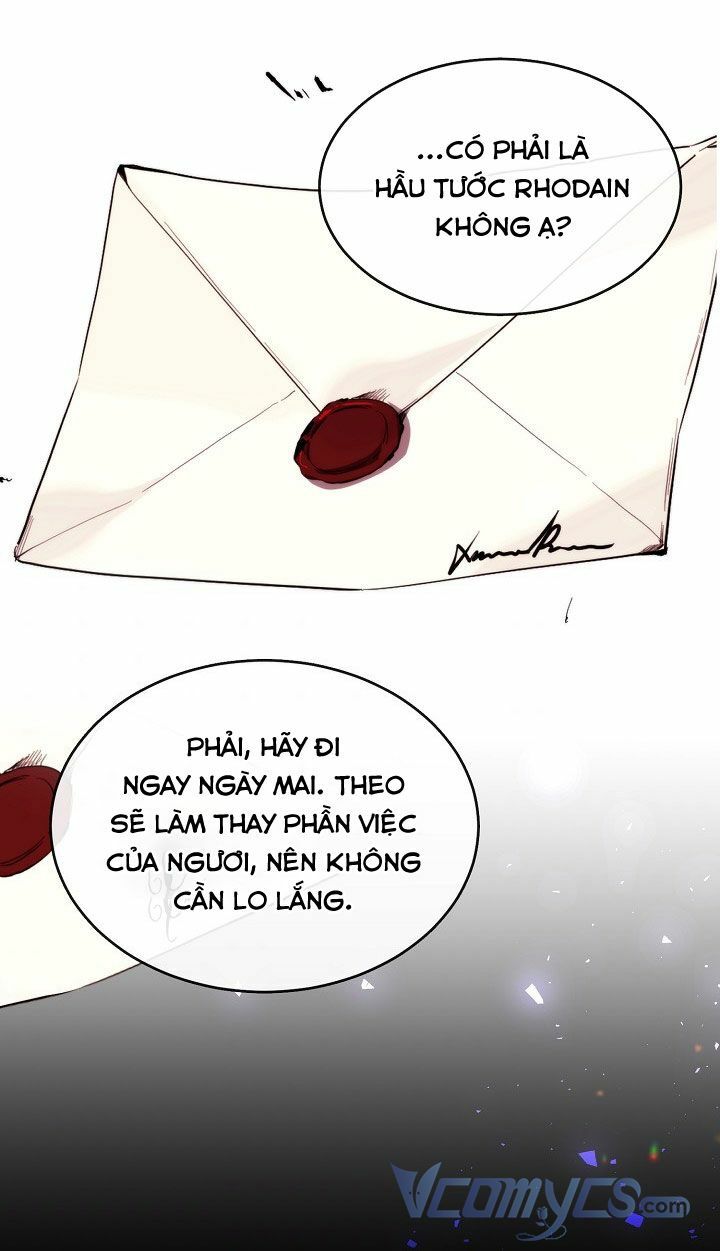 ...CÓ PHẢI LÀ
HẦU TƯỚC RHODAIN
KHÔNG Ạ?
PHẢI, HÃY ĐI
NGAY NGÀY MAI. THEO
SẼ LÀM THAY PHẦN VIỆC
CỦA NGƯƠI, NÊN KHÔNG
CẦN LO LẮNG.
VCOMYCS.com